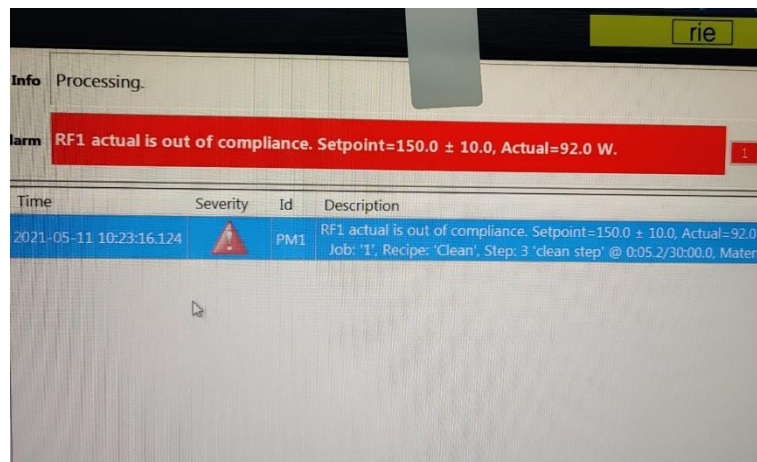 rie
Info Processing.
larm RF1 actual is out of compliance. Setpoint=150.0 ± 10.0, Actual=92.0 W.
1
Time Severity Id Description
2021-05-11 10:23:16.124 PM1 RF1 actual is out of compliance. Setpoint=150.0 ± 10.0, Actual=92.0
Job: '1', Recipe: 'Clean', Step: 3 'clean step' @ 0:05.2/30:00.0, Mater